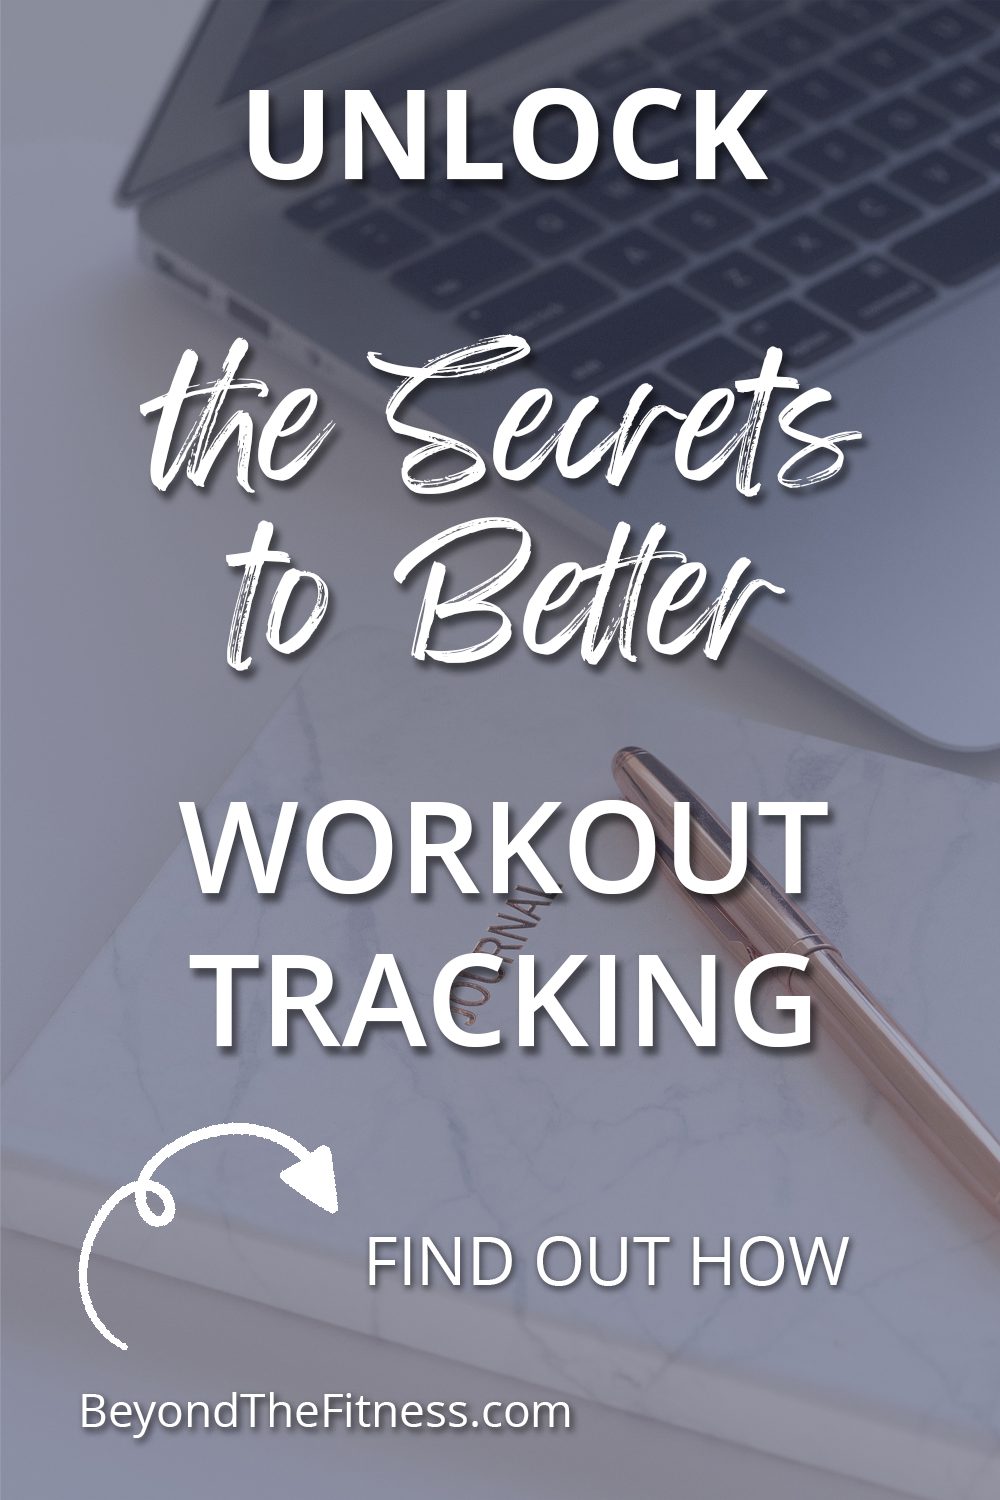 UNLOCK
the Secrets
to Better
WORKOUT
JOURNAL
TRACKING
FIND OUT HOW
BeyondTheFitness.com